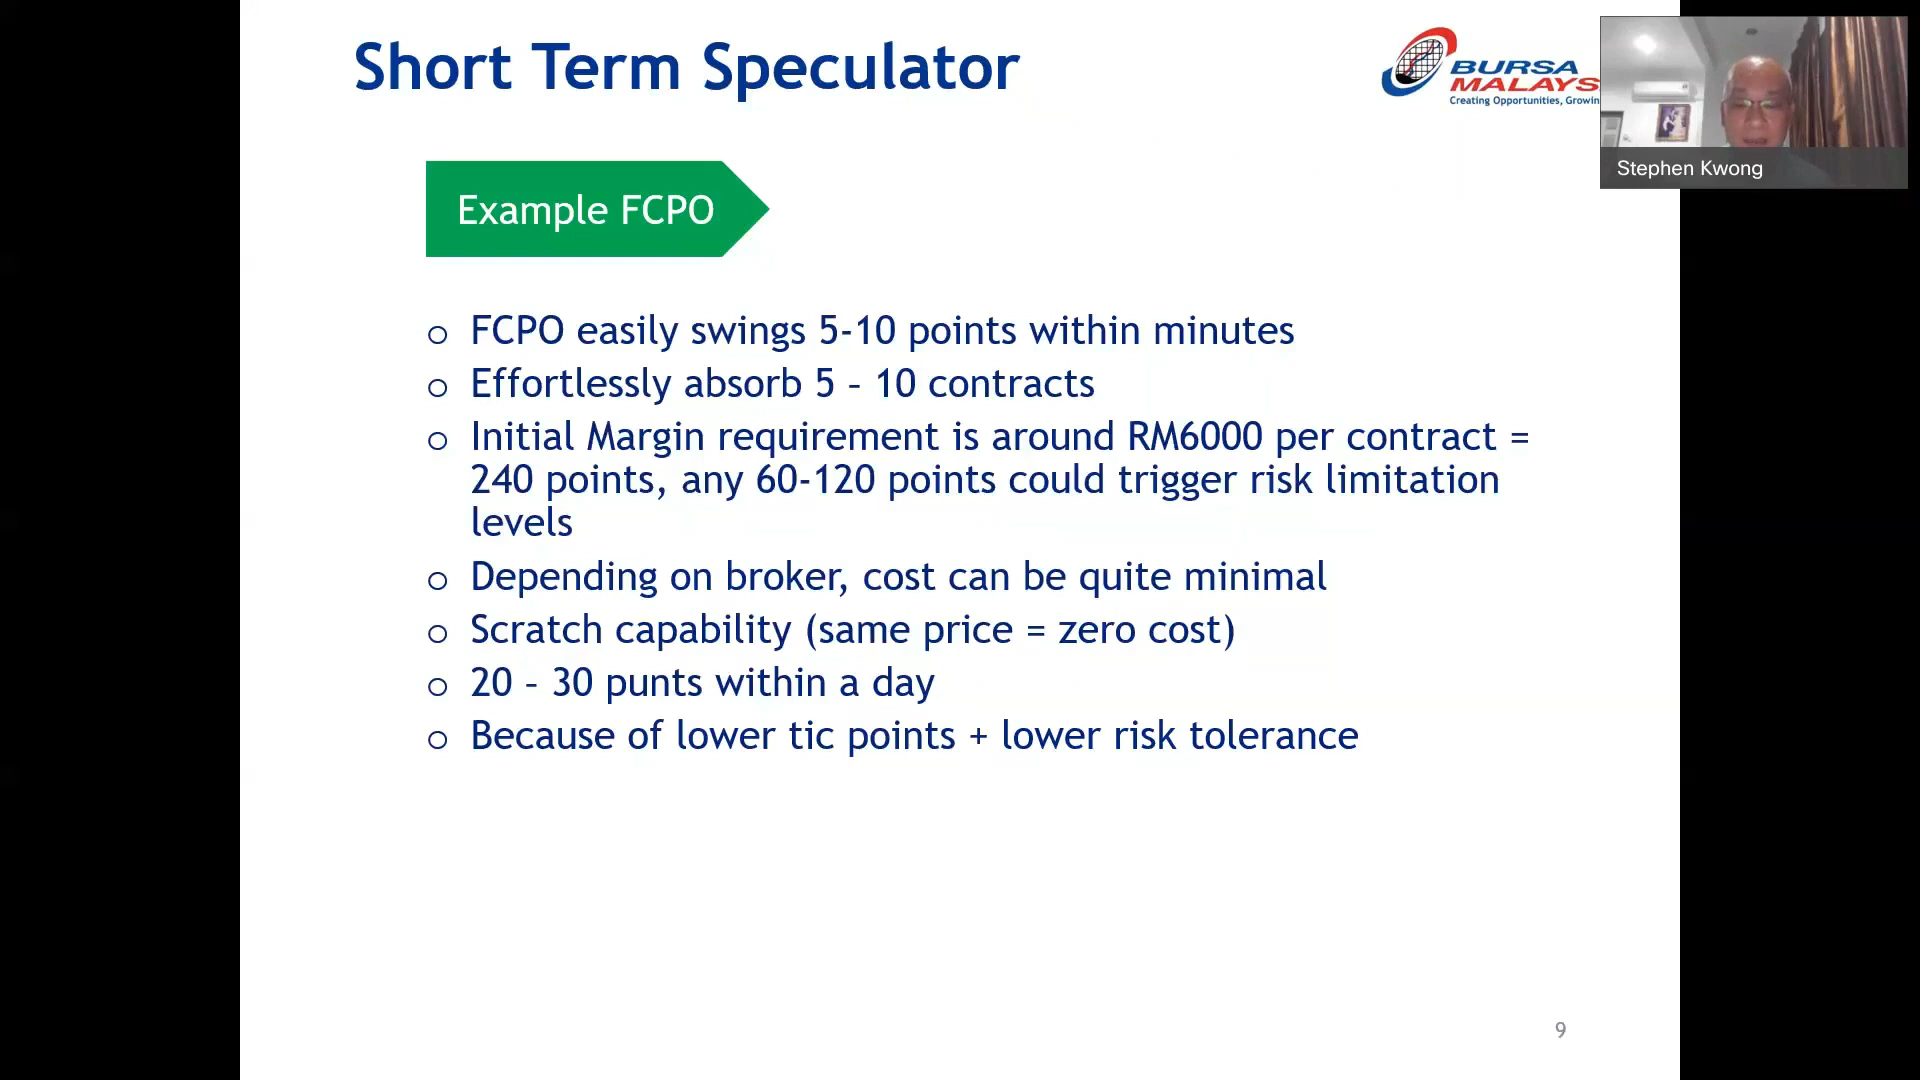 Short Term Speculator
BURSA
MALAYS
Creating Opportunities, Growin
Stephen Kwong
Example FCPO
o FCPO easily swings 5-10 points within minutes
o Effortlessly absorb 5 – 10 contracts
o Initial Margin requirement is around RM6000 per contract =
240 points, any 60-120 points could trigger risk limitation
levels
o Depending on broker, cost can be quite minimal
o Scratch capability (same price = zero cost)
o 20 – 30 punts within a day
o Because of lower tic points + lower risk tolerance
9